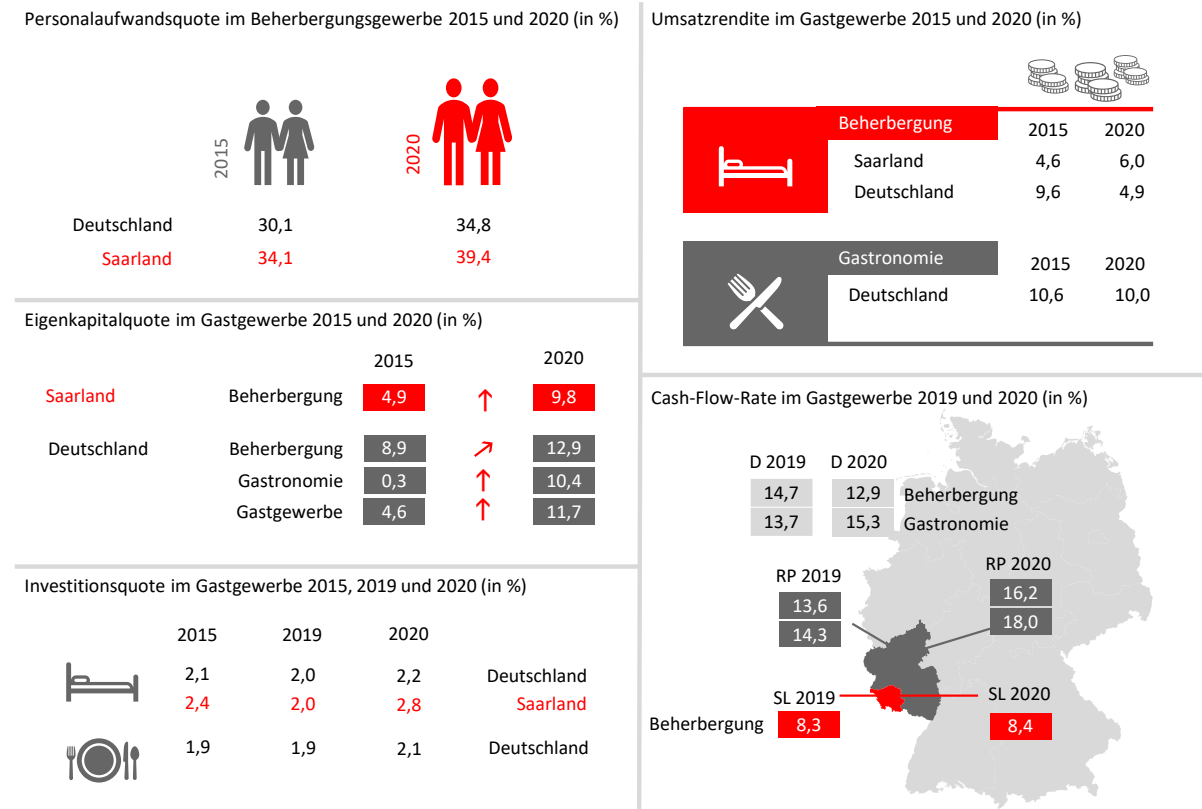 Personalaufwandsquote im Beherbergungsgewerbe 2015 und 2020 (in %)
2015
2020
Deutschland 30,1 34,8
Saarland 34,1 39,4
Eigenkapitalquote im Gastgewerbe 2015 und 2020 (in %)
2015 2020
Saarland Beherbergung 4,9 ↑ 9,8
Deutschland Beherbergung 8,9 ↗ 12,9
Gastronomie 0,3 ↑ 10,4
Gastgewerbe 4,6 ↑ 11,7
Investitionsquote im Gastgewerbe 2015, 2019 und 2020 (in %)
2015 2019 2020
2,1 2,0 2,2 Deutschland
2,4 2,0 2,8 Saarland
1,9 1,9 2,1 Deutschland
Umsatzrendite im Gastgewerbe 2015 und 2020 (in %)
Beherbergung 2015 2020
Saarland 4,6 6,0
Deutschland 9,6 4,9
Gastronomie 2015 2020
Deutschland 10,6 10,0
Cash-Flow-Rate im Gastgewerbe 2019 und 2020 (in %)
D 2019 D 2020
14,7 12,9 Beherbergung
13,7 15,3 Gastronomie
RP 2019 RP 2020
13,6 16,2
14,3 18,0
SL 2019 SL 2020
Beherbergung 8,3 8,4